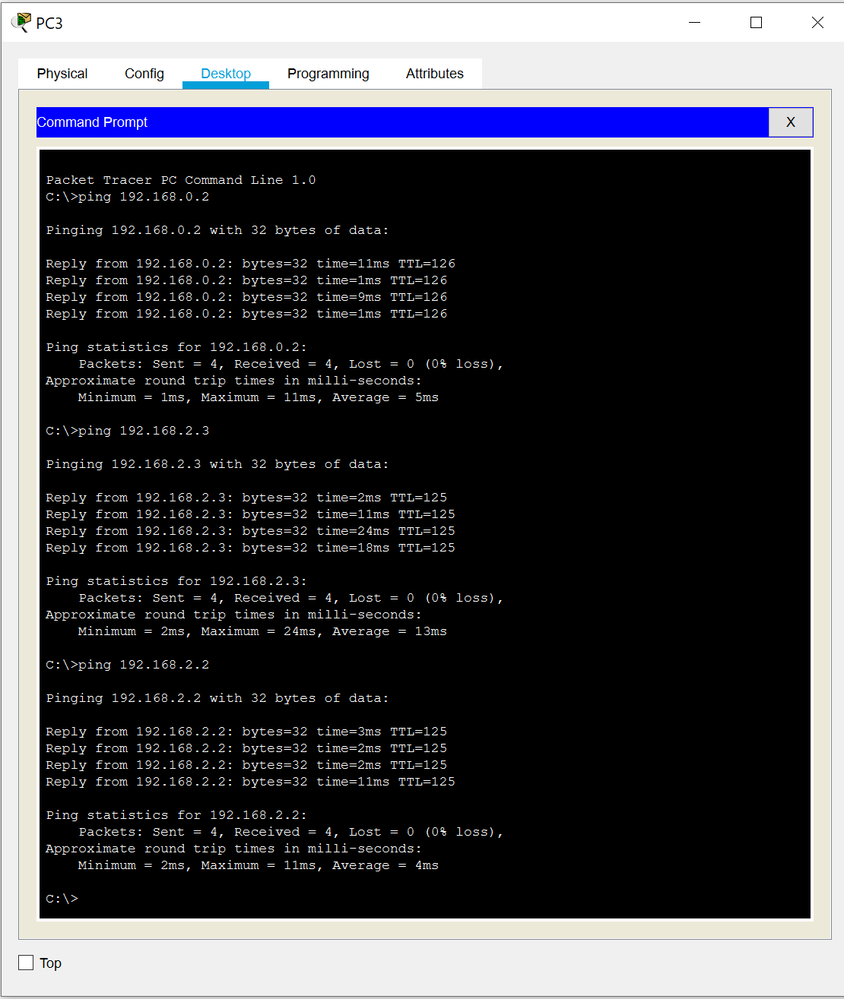 PC3
Physical Config Desktop Programming Attributes
Command Prompt X
Packet Tracer PC Command Line 1.0
C:\>ping 192.168.0.2
Pinging 192.168.0.2 with 32 bytes of data:
Reply from 192.168.0.2: bytes=32 time=11ms TTL=126
Reply from 192.168.0.2: bytes=32 time=1ms TTL=126
Reply from 192.168.0.2: bytes=32 time=9ms TTL=126
Reply from 192.168.0.2: bytes=32 time=1ms TTL=126
Ping statistics for 192.168.0.2:
Packets: Sent = 4, Received = 4, Lost = 0 (0% loss),
Approximate round trip times in milli-seconds:
Minimum = 1ms, Maximum = 11ms, Average = 5ms
C:\>ping 192.168.2.3
Pinging 192.168.2.3 with 32 bytes of data:
Reply from 192.168.2.3: bytes=32 time=2ms TTL=125
Reply from 192.168.2.3: bytes=32 time=11ms TTL=125
Reply from 192.168.2.3: bytes=32 time=24ms TTL=125
Reply from 192.168.2.3: bytes=32 time=18ms TTL=125
Ping statistics for 192.168.2.3:
Packets: Sent = 4, Received = 4, Lost = 0 (0% loss),
Approximate round trip times in milli-seconds:
Minimum = 2ms, Maximum = 24ms, Average = 13ms
C:\>ping 192.168.2.2
Pinging 192.168.2.2 with 32 bytes of data:
Reply from 192.168.2.2: bytes=32 time=3ms TTL=125
Reply from 192.168.2.2: bytes=32 time=2ms TTL=125
Reply from 192.168.2.2: bytes=32 time=2ms TTL=125
Reply from 192.168.2.2: bytes=32 time=11ms TTL=125
Ping statistics for 192.168.2.2:
Packets: Sent = 4, Received = 4, Lost = 0 (0% loss),
Approximate round trip times in milli-seconds:
Minimum = 2ms, Maximum = 11ms, Average = 4ms
C:\>
Top